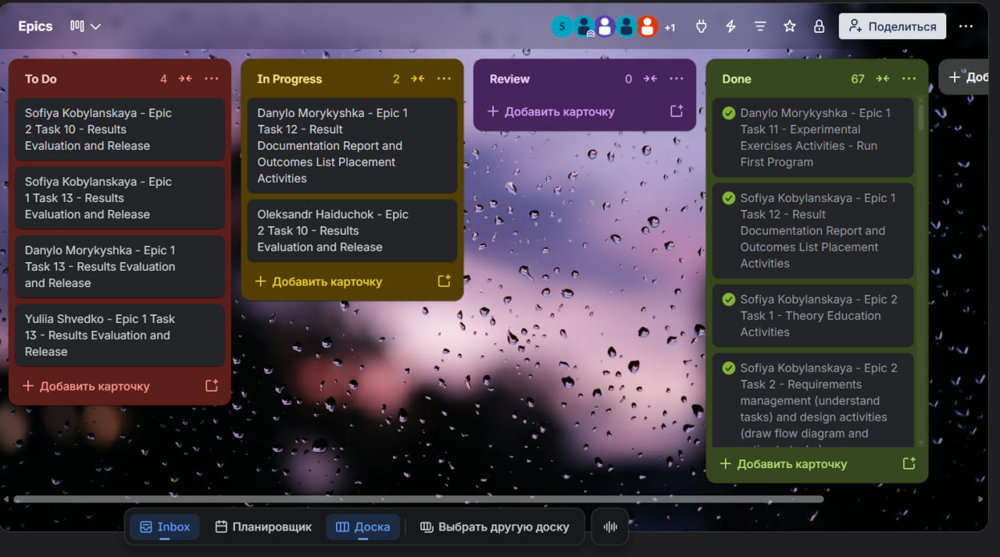 Epics
S
+1
Поделиться
To Do
4
Sofiya Kobylanskaya - Epic
2 Task 10 - Results
Evaluation and Release
Sofiya Kobylanskaya - Epic
1 Task 13 - Results
Evaluation and Release
Danylo Morykyshka - Epic 1
Task 13 - Results Evaluation
and Release
Yuliia Shvedko - Epic 1 Task
13 - Results Evaluation and
Release
Добавить карточку
In Progress
2
Danylo Morykyshka - Epic 1
Task 12 - Result
Documentation Report and
Outcomes List Placement
Activities
Oleksandr Haiduchok - Epic
2 Task 10 - Results
Evaluation and Release
Добавить карточку
Review
0
Добавить карточку
Done
67
Danylo Morykyshka - Epic 1
Task 11 - Experimental
Exercises Activities - Run
First Program
Sofiya Kobylanskaya - Epic 1
Task 12 - Result
Documentation Report and
Outcomes List Placement
Activities
Sofiya Kobylanskaya - Epic 2
Task 1 - Theory Education
Activities
Sofiya Kobylanskaya - Epic 2
Task 2 - Requirements
management (understand
tasks) and design activities
(draw flow diagram and
Добавить карточку
Доб
Inbox
Планировщик
Доска
Выбрать другую доску